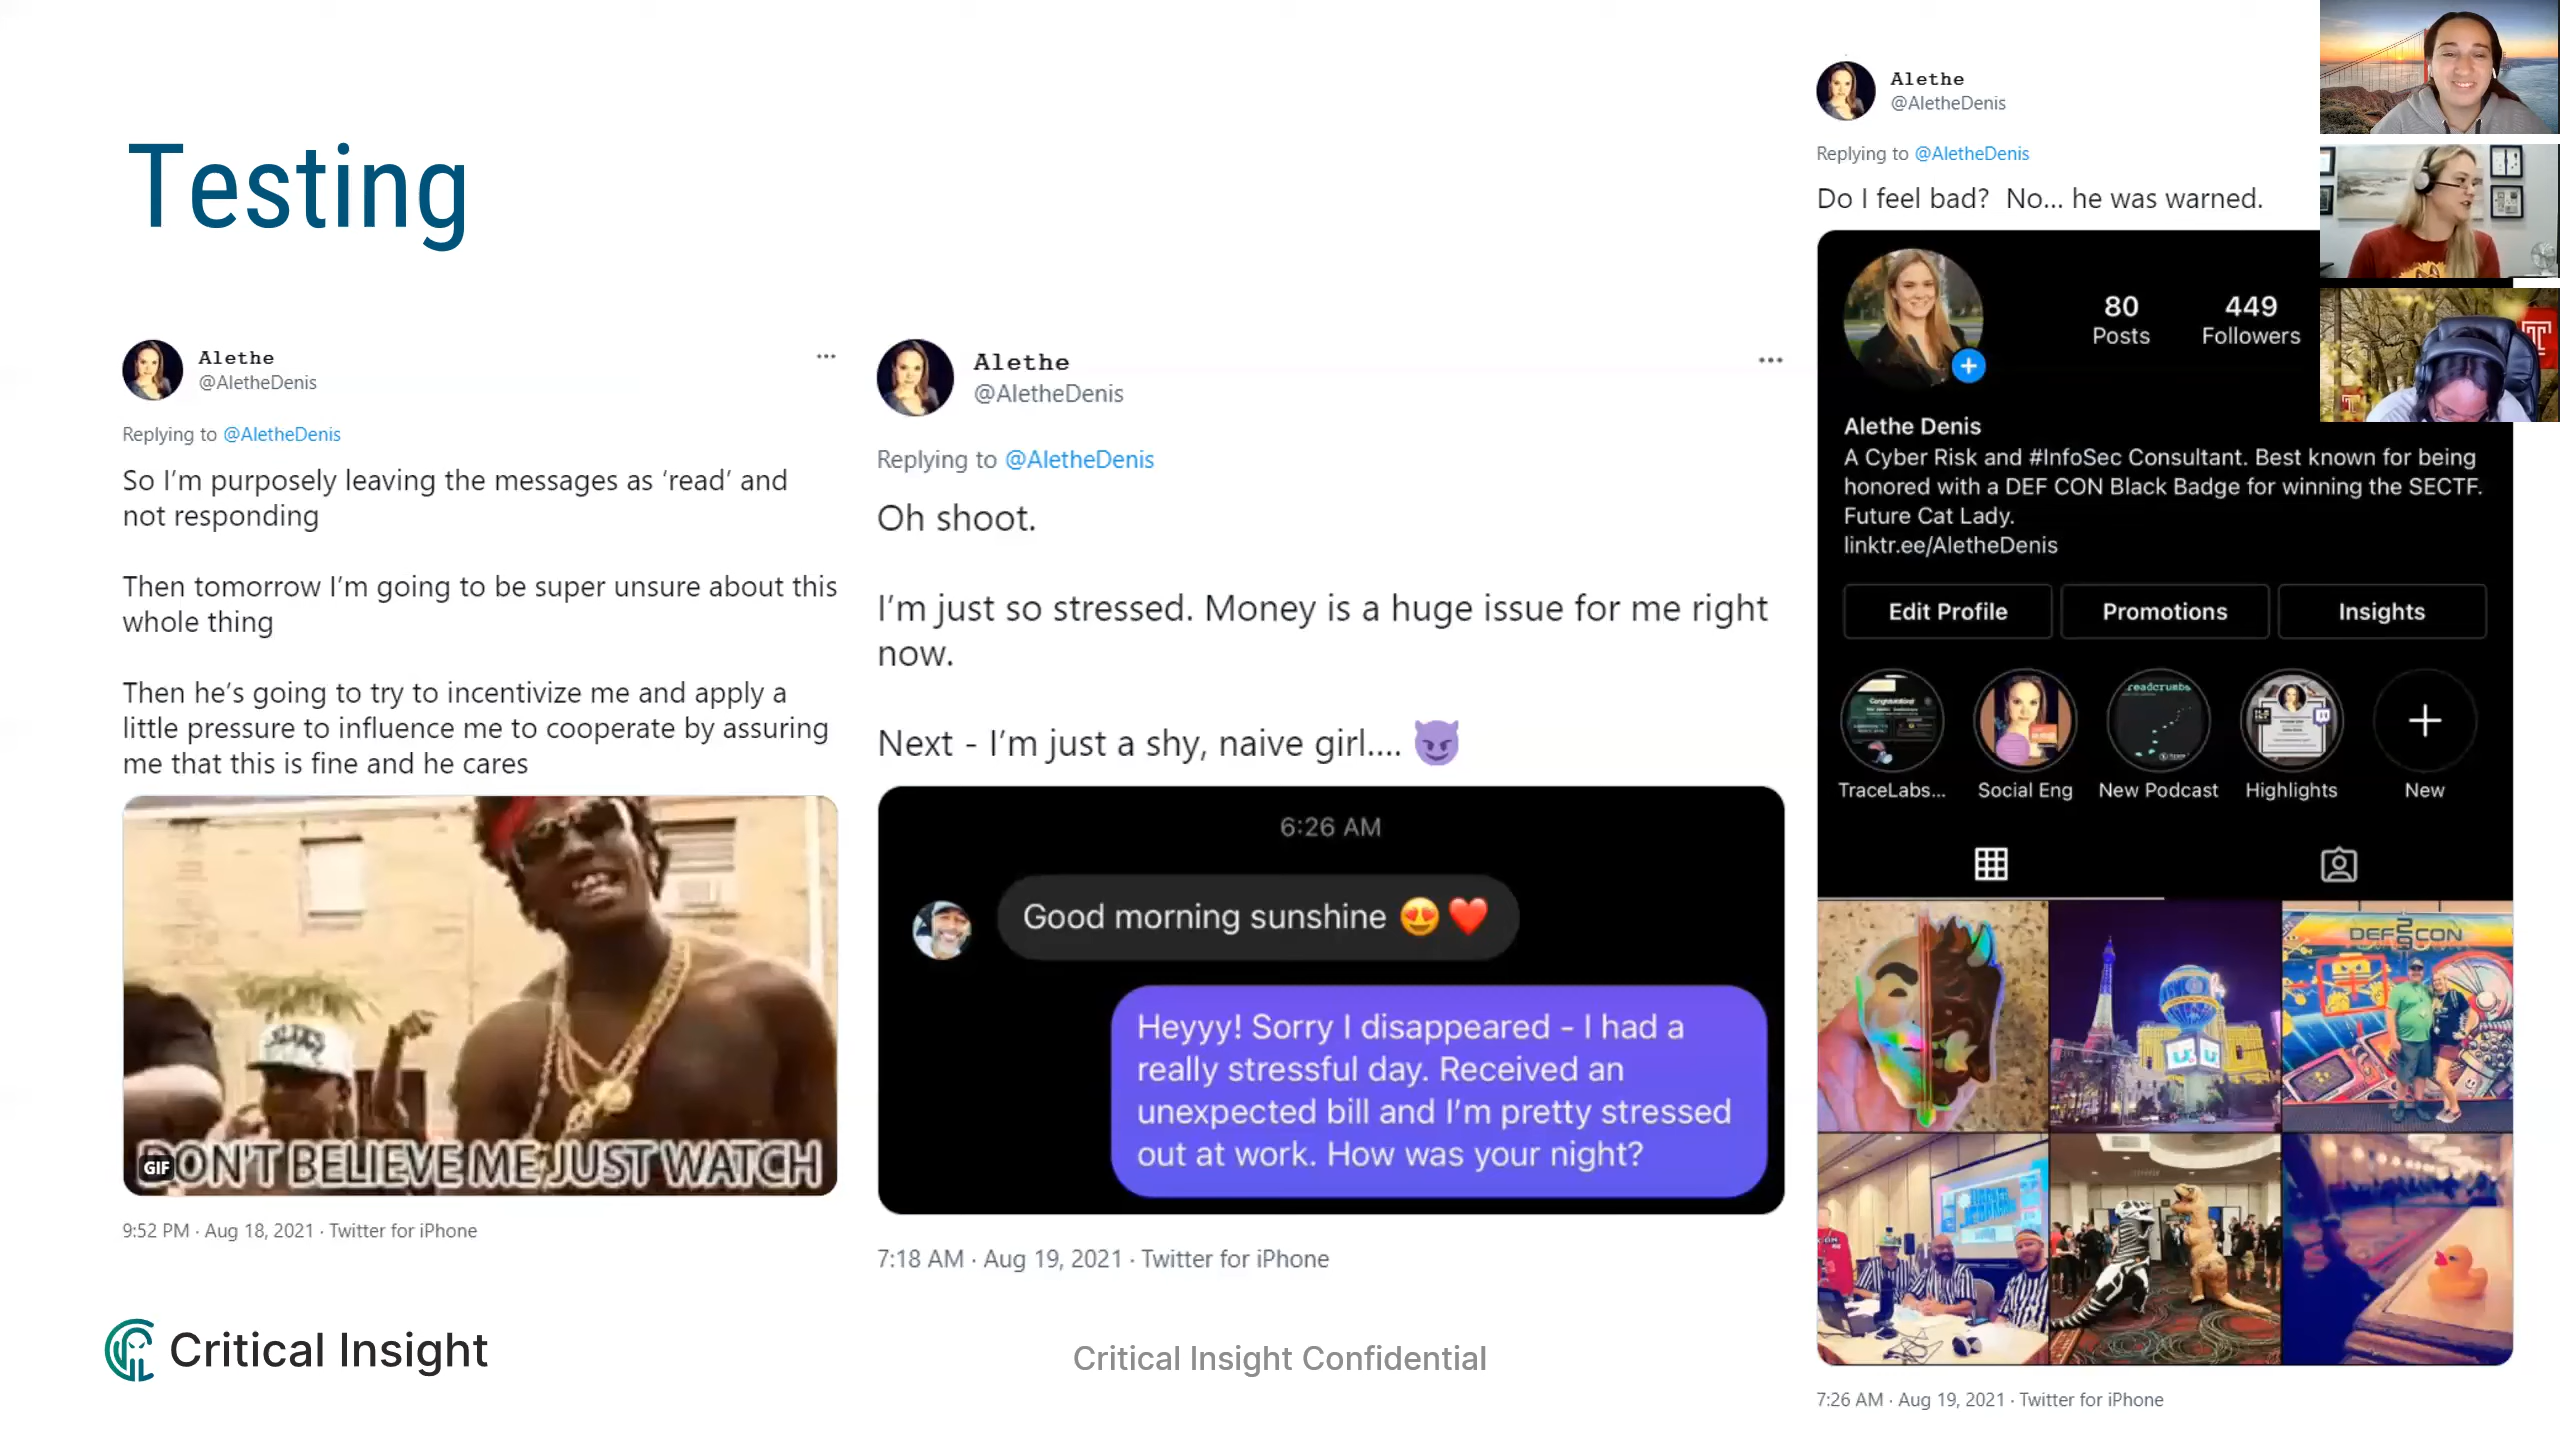 Testing
Alethe
@AletheDenis
Replying to @AletheDenis
So I'm purposely leaving the messages as 'read' and
not responding
Then tomorrow I'm going to be super unsure about this
whole thing
Then he's going to try to incentivize me and apply a
little pressure to influence me to cooperate by assuring
me that this is fine and he cares
GIF
DON'T BELIEVE ME JUST WATCH
9:52 PM · Aug 18, 2021 · Twitter for iPhone
Alethe
@AletheDenis
Replying to @AletheDenis
Oh shoot.
I'm just so stressed. Money is a huge issue for me right
now.
Next - I'm just a shy, naive girl.... 😈
6:26 AM
Good morning sunshine 😍❤️
Heyyy! Sorry I disappeared - I had a
really stressful day. Received an
unexpected bill and I'm pretty stressed
out at work. How was your night?
7:18 AM · Aug 19, 2021 · Twitter for iPhone
Alethe
@AletheDenis
Replying to @AletheDenis
Do I feel bad? No... he was warned.
80 449
Posts Followers
Alethe Denis
A Cyber Risk and #InfoSec Consultant. Best known for being
honored with a DEF CON Black Badge for winning the SECTF.
Future Cat Lady.
linktr.ee/AletheDenis
Edit Profile Promotions Insights
readcrumbs
TraceLabs... Social Eng New Podcast Highlights New
DEF CON
29
7:26 AM · Aug 19, 2021 · Twitter for iPhone
Critical Insight
Critical Insight Confidential